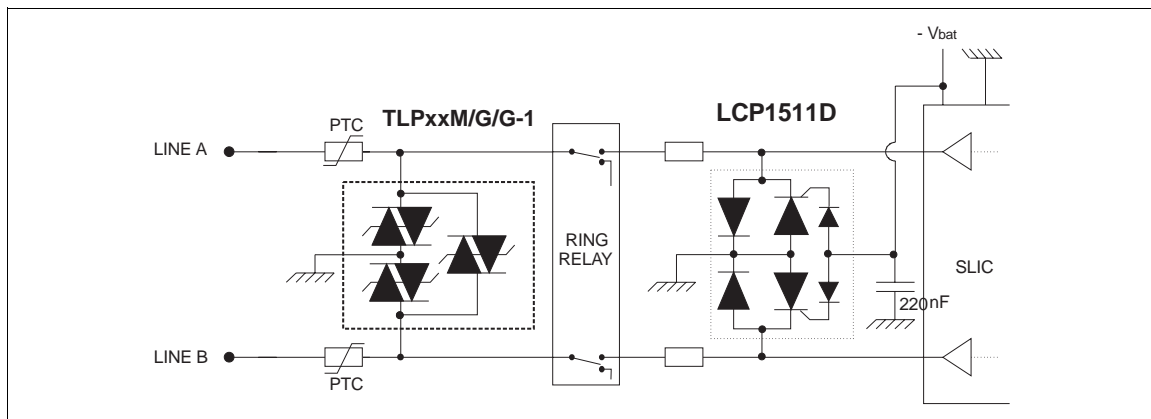 - Vbat
TLPxxM/G/G-1
LCP1511D
PTC
LINE A
RING
RELAY
SLIC
220nF
LINE B
PTC